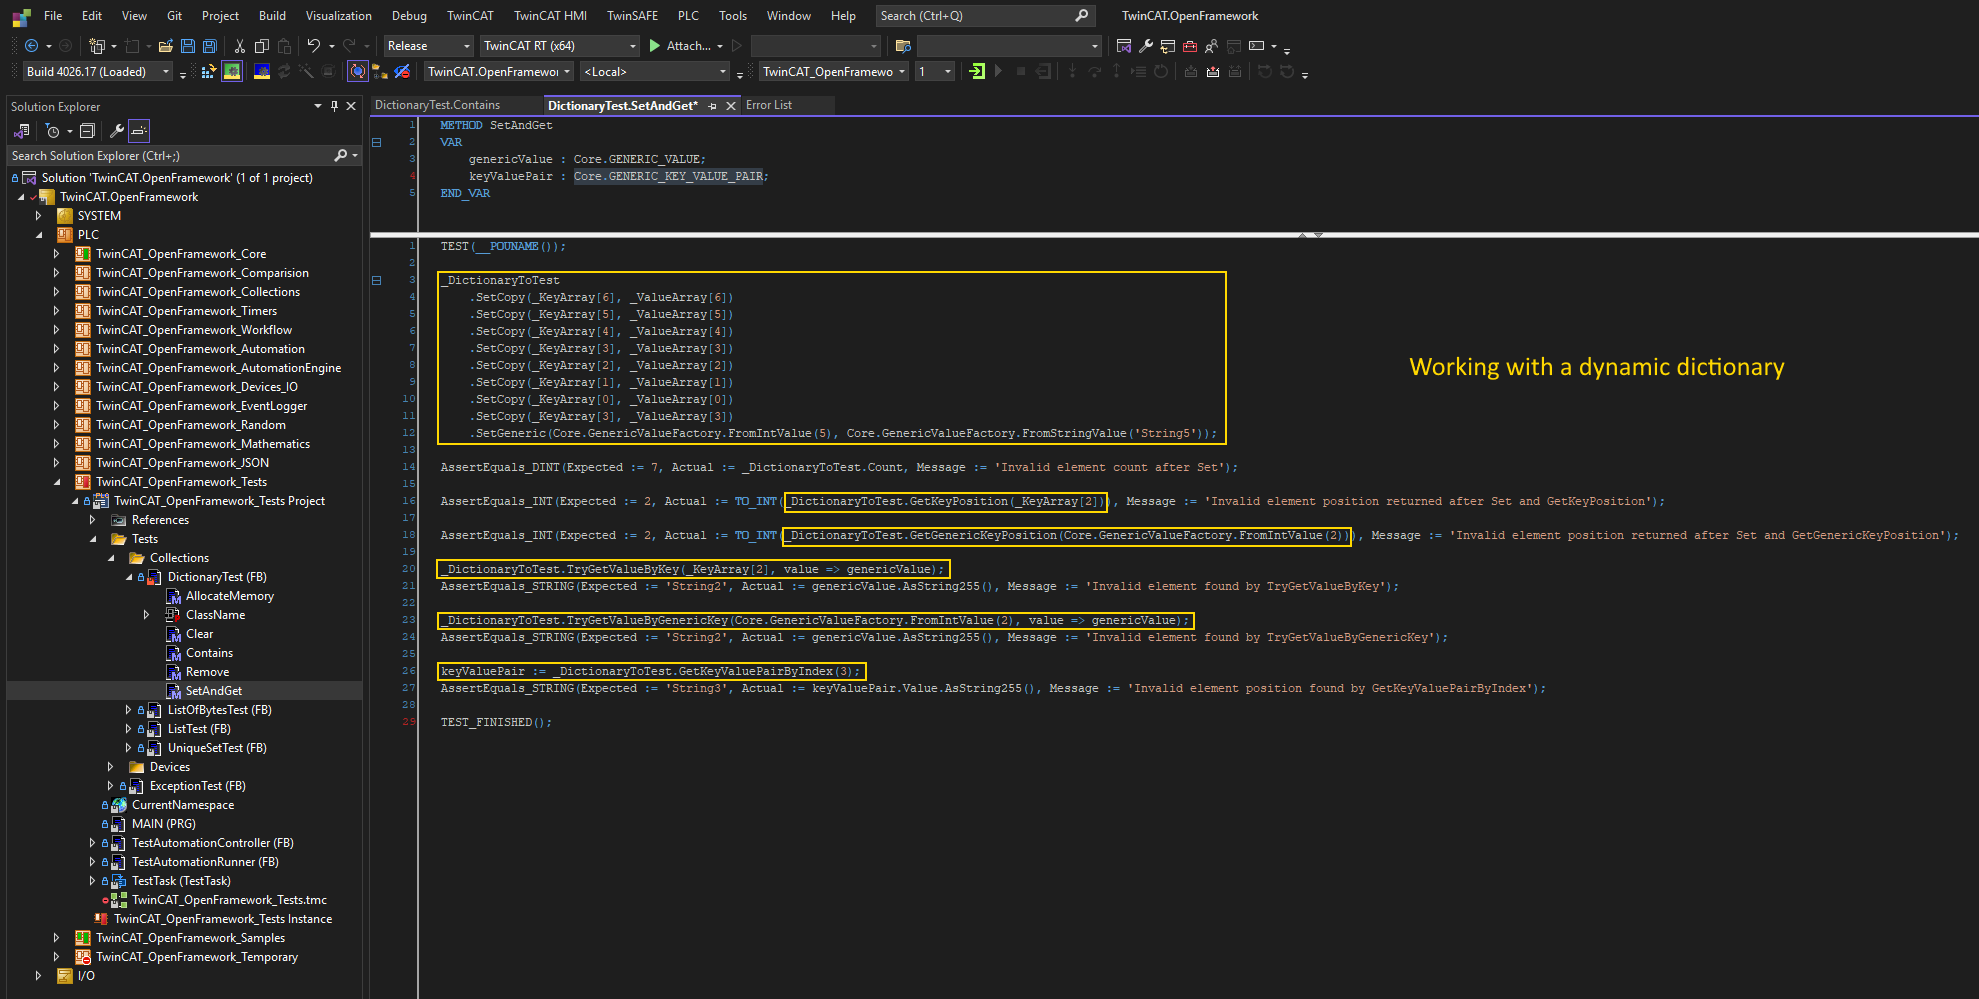 File Edit View Git Project Build Visualization Debug TwinCAT TwinCAT HMI TwinSAFE PLC Tools Window Help Search (Ctrl+Q) TwinCAT.OpenFramework
Release TwinCAT RT (x64) Attach...
Build 4026.17 (Loaded) TwinCAT.OpenFramewor <Local> TwinCAT_OpenFramewo 1
Solution Explorer
Search Solution Explorer (Ctrl+;)
Solution 'TwinCAT.OpenFramework' (1 of 1 project)
TwinCAT.OpenFramework
SYSTEM
PLC
TwinCAT_OpenFramework_Core
TwinCAT_OpenFramework_Comparision
TwinCAT_OpenFramework_Collections
TwinCAT_OpenFramework_Timers
TwinCAT_OpenFramework_Workflow
TwinCAT_OpenFramework_Automation
TwinCAT_OpenFramework_AutomationEngine
TwinCAT_OpenFramework_Devices_IO
TwinCAT_OpenFramework_EventLogger
TwinCAT_OpenFramework_Random
TwinCAT_OpenFramework_Mathematics
TwinCAT_OpenFramework_JSON
TwinCAT_OpenFramework_Tests
TwinCAT_OpenFramework_Tests Project
References
Tests
Collections
DictionaryTest (FB)
AllocateMemory
ClassName
Clear
Contains
Remove
SetAndGet
ListOfBytesTest (FB)
ListTest (FB)
UniqueSetTest (FB)
Devices
ExceptionTest (FB)
CurrentNamespace
MAIN (PRG)
TestAutomationController (FB)
TestAutomationRunner (FB)
TestTask (TestTask)
TwinCAT_OpenFramework_Tests.tmc
TwinCAT_OpenFramework_Tests Instance
TwinCAT_OpenFramework_Samples
TwinCAT_OpenFramework_Temporary
I/O
DictionaryTest.Contains DictionaryTest.SetAndGet* Error List
1 METHOD SetAndGet
2 VAR
3 genericValue : Core.GENERIC_VALUE;
4 keyValuePair : Core.GENERIC_KEY_VALUE_PAIR;
5 END_VAR
1 TEST(__POUNAME());
2
3 _DictionaryToTest
4 .SetCopy(_KeyArray[6], _ValueArray[6])
5 .SetCopy(_KeyArray[5], _ValueArray[5])
6 .SetCopy(_KeyArray[4], _ValueArray[4])
7 .SetCopy(_KeyArray[3], _ValueArray[3])
8 .SetCopy(_KeyArray[2], _ValueArray[2])
9 .SetCopy(_KeyArray[1], _ValueArray[1])
10 .SetCopy(_KeyArray[0], _ValueArray[0])
11 .SetCopy(_KeyArray[3], _ValueArray[3])
12 .SetGeneric(Core.GenericValueFactory.FromIntValue(5), Core.GenericValueFactory.FromStringValue('String5'));
13
14 AssertEquals_DINT(Expected := 7, Actual := _DictionaryToTest.Count, Message := 'Invalid element count after Set');
15
16 AssertEquals_INT(Expected := 2, Actual := TO_INT(_DictionaryToTest.GetKeyPosition(_KeyArray[2])), Message := 'Invalid element position returned after Set and GetKeyPosition');
17
18 AssertEquals_INT(Expected := 2, Actual := TO_INT(_DictionaryToTest.GetGenericKeyPosition(Core.GenericValueFactory.FromIntValue(2))), Message := 'Invalid element position returned after Set and GetGenericKeyPosition');
19
20 _DictionaryToTest.TryGetValueByKey(_KeyArray[2], value => genericValue);
21 AssertEquals_STRING(Expected := 'String2', Actual := genericValue.AsString255(), Message := 'Invalid element found by TryGetValueByKey');
22
23 _DictionaryToTest.TryGetValueByGenericKey(Core.GenericValueFactory.FromIntValue(2), value => genericValue);
24 AssertEquals_STRING(Expected := 'String2', Actual := genericValue.AsString255(), Message := 'Invalid element found by TryGetValueByGenericKey');
25
26 keyValuePair := _DictionaryToTest.GetKeyValuePairByIndex(3);
27 AssertEquals_STRING(Expected := 'String3', Actual := keyValuePair.Value.AsString255(), Message := 'Invalid element position found by GetKeyValuePairByIndex');
28
29 TEST_FINISHED();
Working with a dynamic dictionary